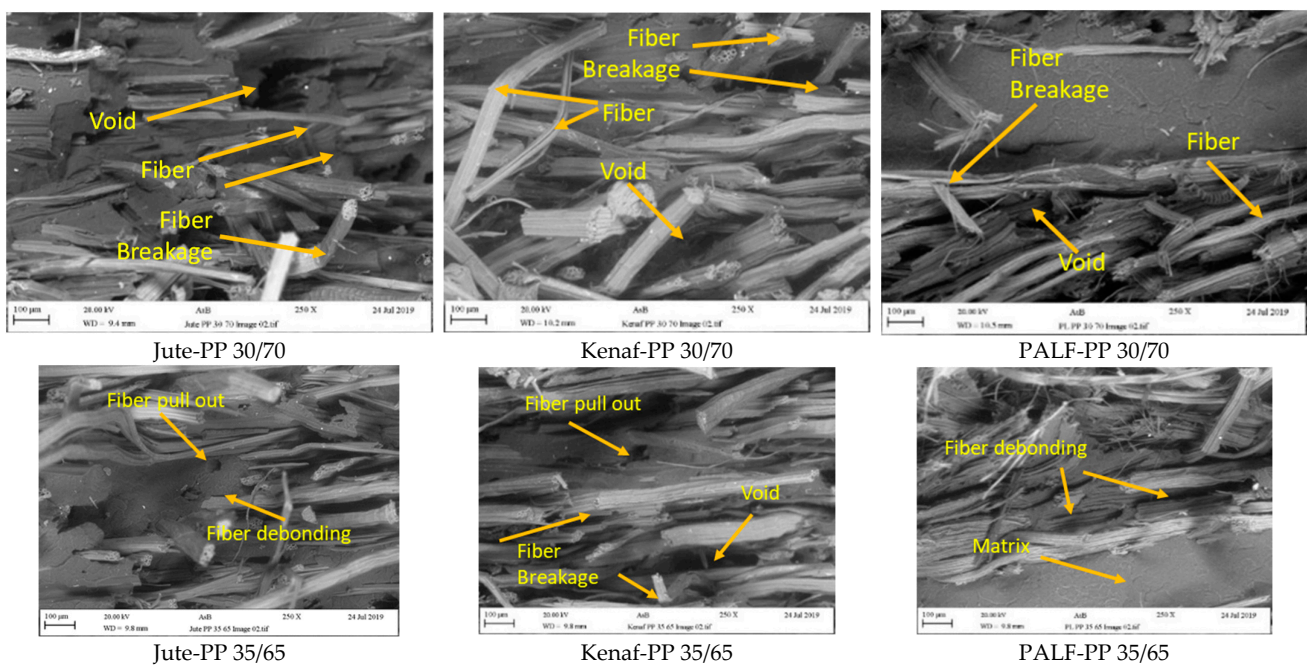 Void
Fiber
Fiber
Breakage
100 μm
20.00 kV
AsB
250 X
24 Jul 2019
WD = 9.4 mm
Jute PP 30 70 Image 02.tif
Jute-PP 30/70
Fiber
Breakage
Fiber
Void
100 μm
20.00 kV
AsB
250 X
24 Jul 2019
WD = 10.2 mm
Kenaf PP 30 70 Image 02.tif
Kenaf-PP 30/70
Fiber
Breakage
Fiber
Void
100 μm
20.00 kV
AsB
250 X
24 Jul 2019
WD = 10.5 mm
PL PP 30 70 Image 02.tif
PALF-PP 30/70
Fiber pull out
Fiber debonding
100 μm
20.00 kV
AsB
250 X
24 Jul 2019
WD = 9.8 mm
Jute PP 35 65 Image 02.tif
Jute-PP 35/65
Fiber pull out
Void
Fiber
Breakage
100 μm
20.00 kV
AsB
250 X
24 Jul 2019
WD = 9.8 mm
Kenaf PP 35 65 Image 02.tif
Kenaf-PP 35/65
Fiber debonding
Matrix
100 μm
20.00 kV
AsB
250 X
24 Jul 2019
WD = 9.8 mm
PL PP 35 65 Image 02.tif
PALF-PP 35/65